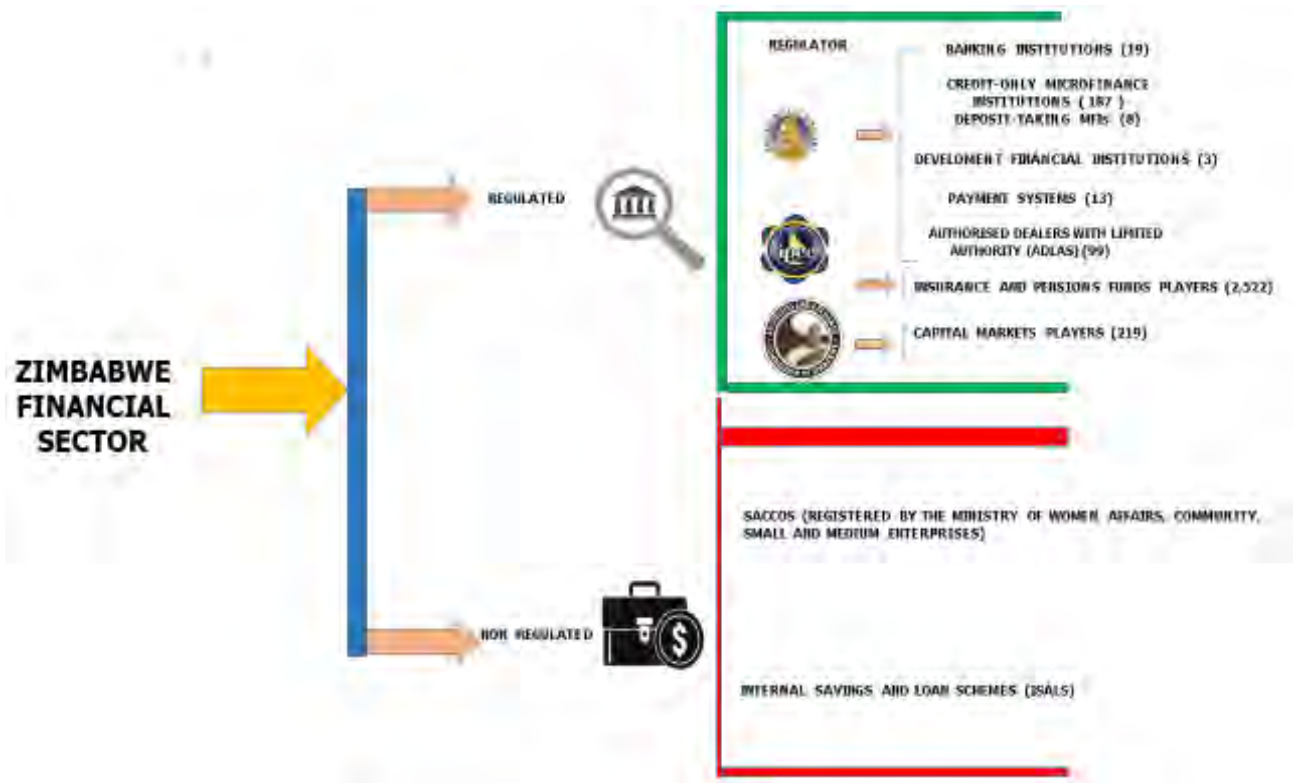 ZIMBABWE
FINANCIAL
SECTOR
REGULATED
NON REGULATED
REGULATOR
BANKING INSTITUTIONS (19)
CREDIT-ONLY MICROFINANCE
INSTITUTIONS (187)
DEPOSIT-TAKING MFIs (8)
DEVELOMENT FINANCIAL INSTITUTIONS (3)
PAYMENT SYSTEMS (13)
AUTHORISED DEALERS WITH LIMITED
AUTHORITY (ADLAS) (99)
INSURANCE AND PENSIONS FUNDS PLAYERS (2,522)
CAPITAL MARKETS PLAYERS (219)
SACCOS (REGISTERED BY THE MINISTRY OF WOMEN AFFAIRS, COMMUNITY,
SMALL AND MEDIUM ENTERPRISES)
INTERNAL SAVINGS AND LOAN SCHEMES (ISALS)